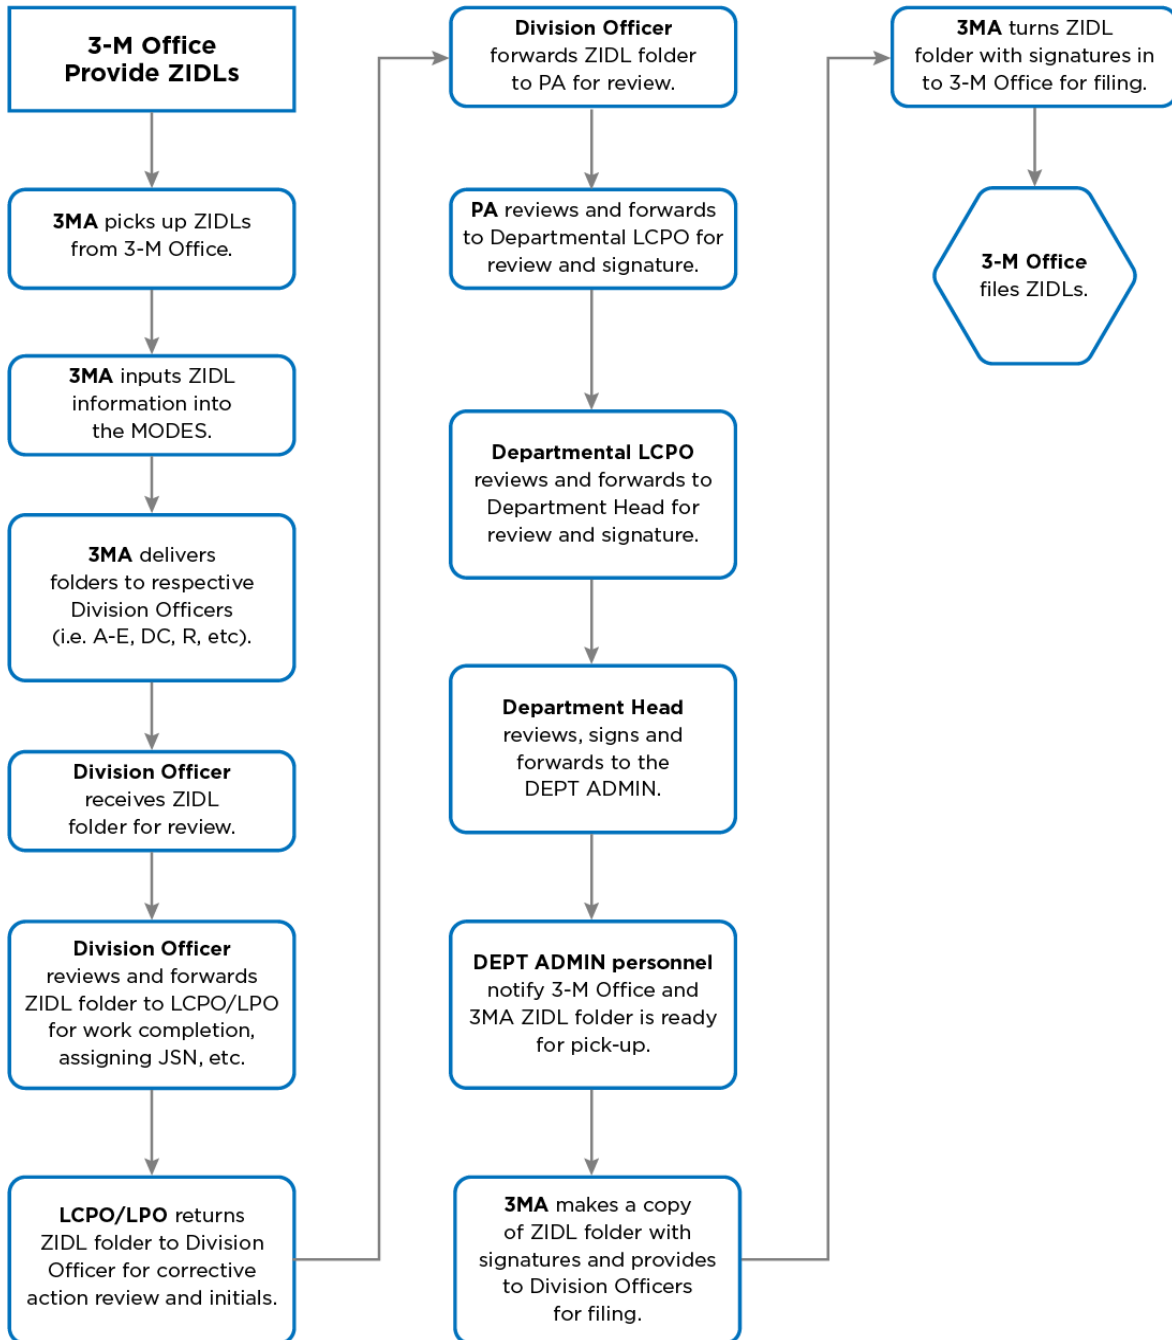 3-M Office
Provide ZIDLs
3MA picks up ZIDLs
from 3-M Office.
3MA inputs ZIDL
information into
the MODES.
3MA delivers
folders to respective
Division Officers
(i.e. A-E, DC, R, etc).
Division Officer
receives ZIDL
folder for review.
Division Officer
reviews and forwards
ZIDL folder to LCPO/LPO
for work completion,
assigning JSN, etc.
LCPO/LPO returns
ZIDL folder to Division
Officer for corrective
action review and initials.
Division Officer
forwards ZIDL folder
to PA for review.
PA reviews and forwards
to Departmental LCPO for
review and signature.
Departmental LCPO
reviews and forwards to
Department Head for
review and signature.
Department Head
reviews, signs and
forwards to the
DEPT ADMIN.
DEPT ADMIN personnel
notify 3-M Office and
3MA ZIDL folder is ready
for pick-up.
3MA makes a copy
of ZIDL folder with
signatures and provides
to Division Officers
for filing.
3MA turns ZIDL
folder with signatures in
to 3-M Office for filing.
3-M Office
files ZIDLs.